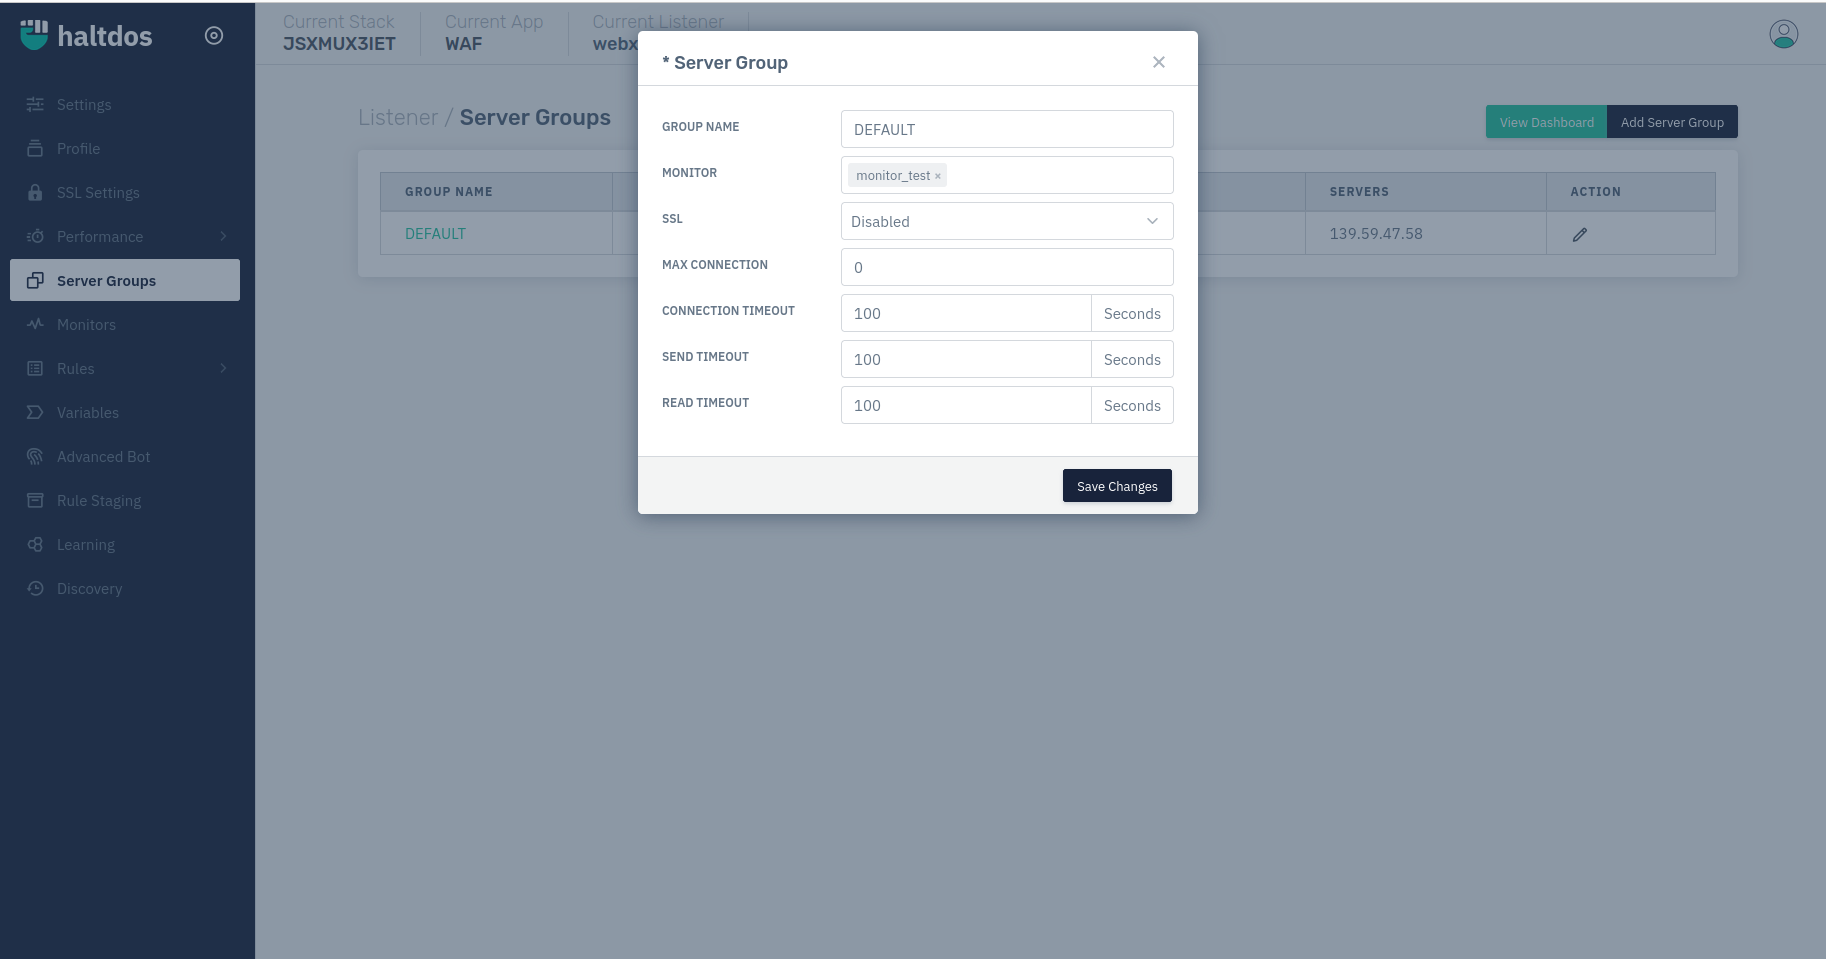 haltdos
Settings
Profile
SSL Settings
Performance
Server Groups
Monitors
Rules
Variables
Advanced Bot
Rule Staging
Learning
Discovery
Current Stack
JSXMUX3IET
Current App
WAF
Current Listener
webx
Listener / Server Groups
View Dashboard
Add Server Group
GROUP NAME
SERVERS
ACTION
DEFAULT
139.59.47.58
* Server Group
GROUP NAME
DEFAULT
MONITOR
monitor_test ×
SSL
Disabled
MAX CONNECTION
0
CONNECTION TIMEOUT
100 Seconds
SEND TIMEOUT
100 Seconds
READ TIMEOUT
100 Seconds
Save Changes